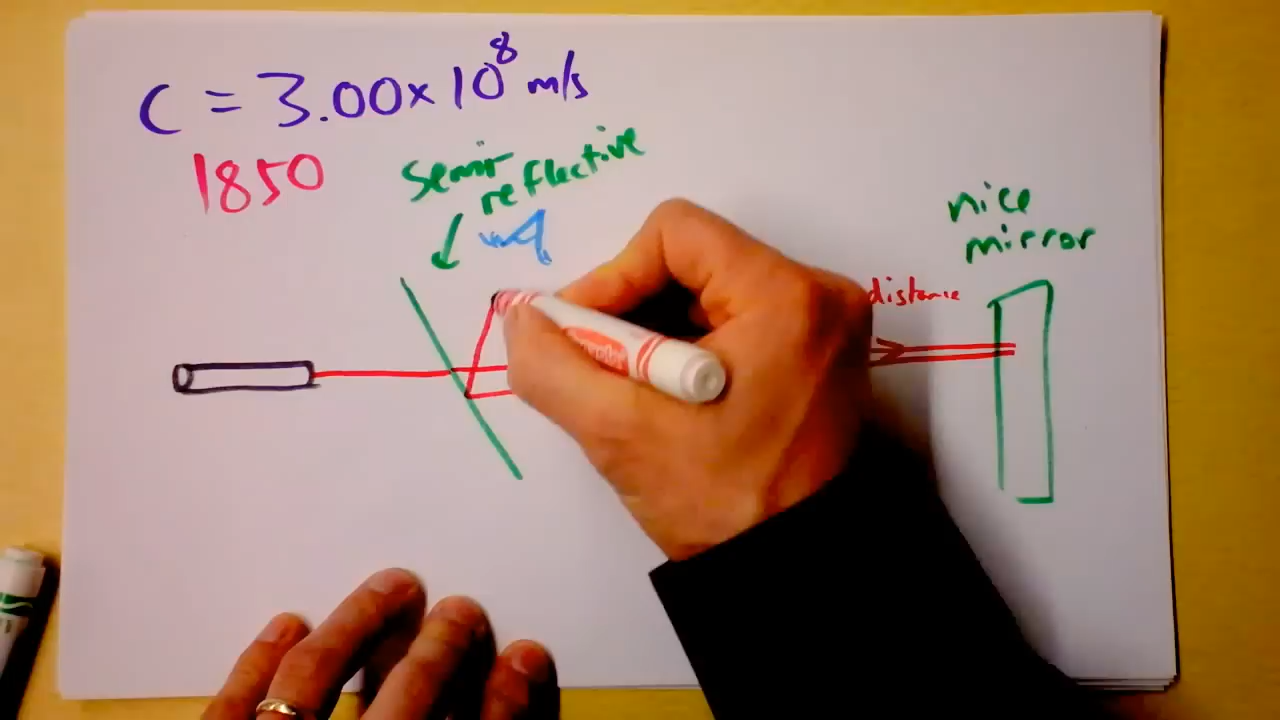 C = 3.00 x 10⁸ m/s
1850
Semi-
reflective
nice
mirror
distance